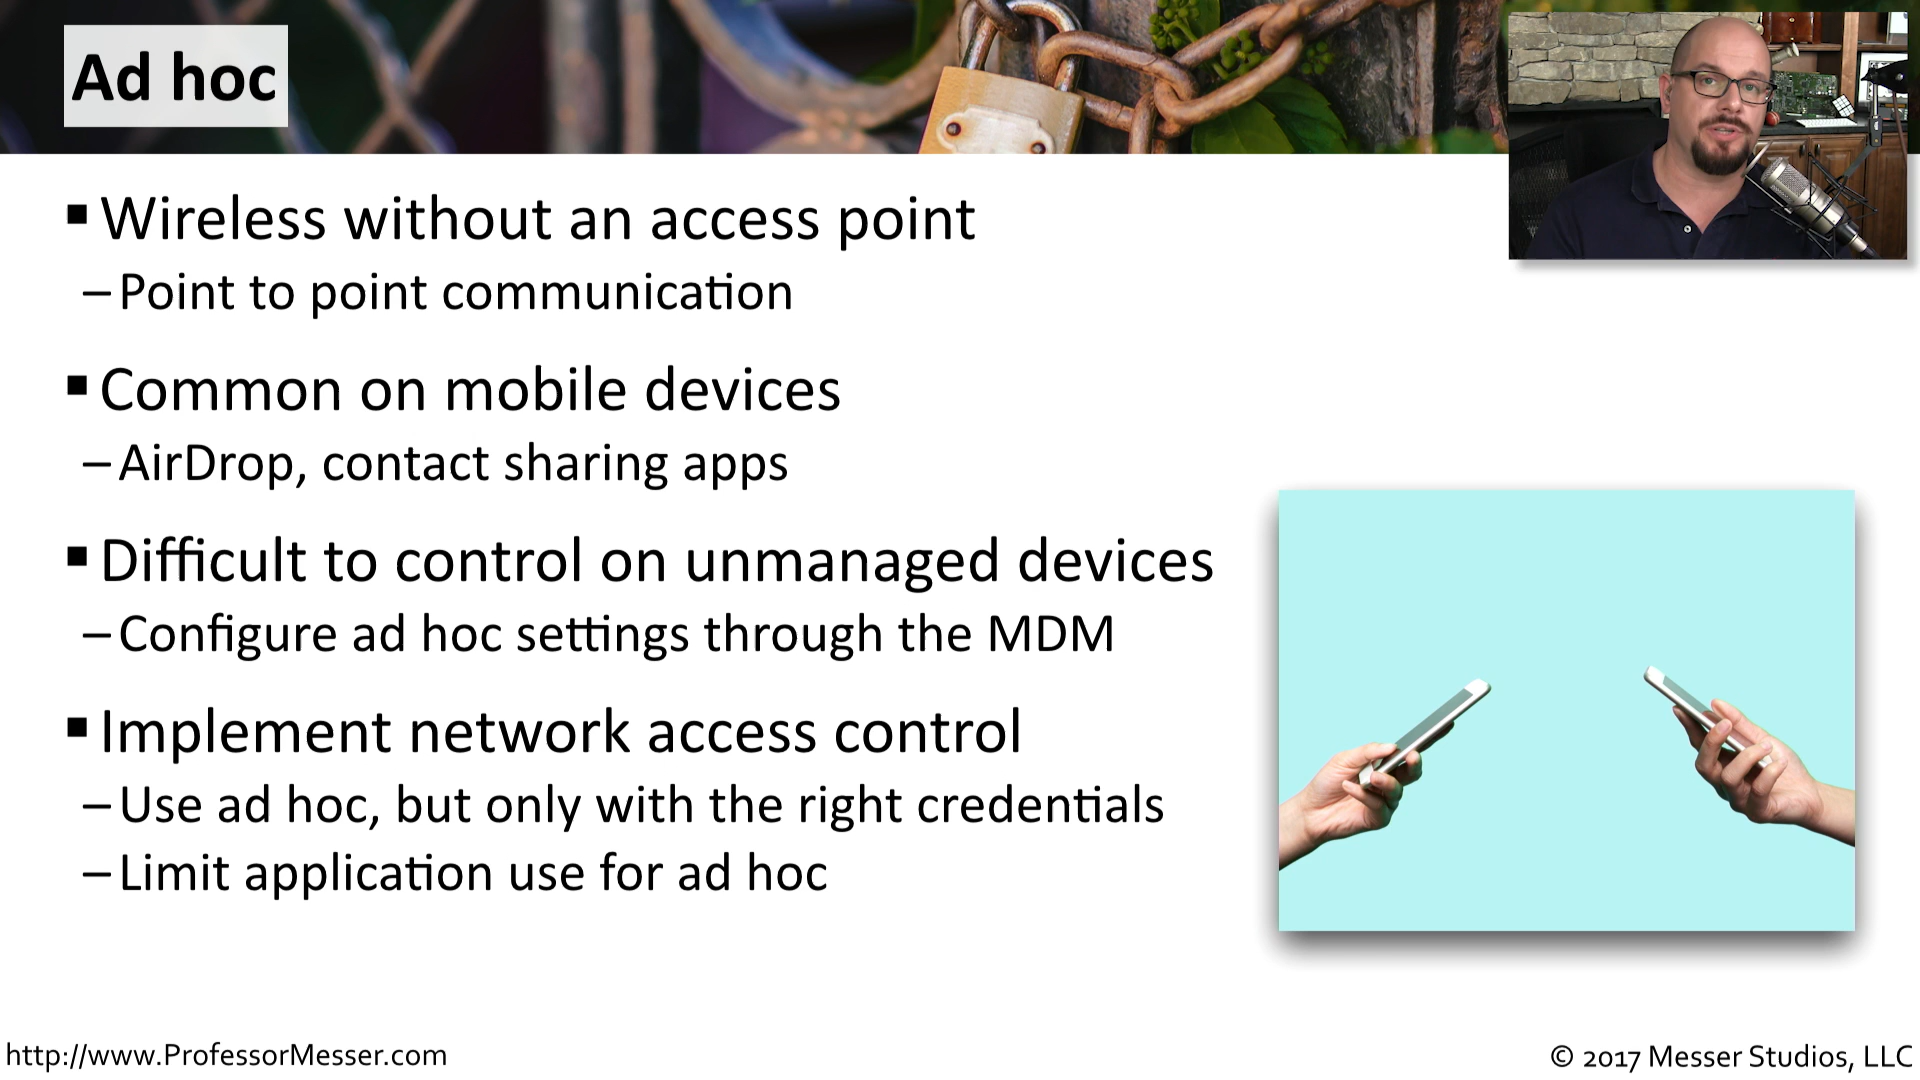 Ad hoc
▪ Wireless without an access point
– Point to point communication
▪ Common on mobile devices
– AirDrop, contact sharing apps
▪ Difficult to control on unmanaged devices
– Configure ad hoc settings through the MDM
▪ Implement network access control
– Use ad hoc, but only with the right credentials
– Limit application use for ad hoc
http://www.ProfessorMesser.com
© 2017 Messer Studios, LLC